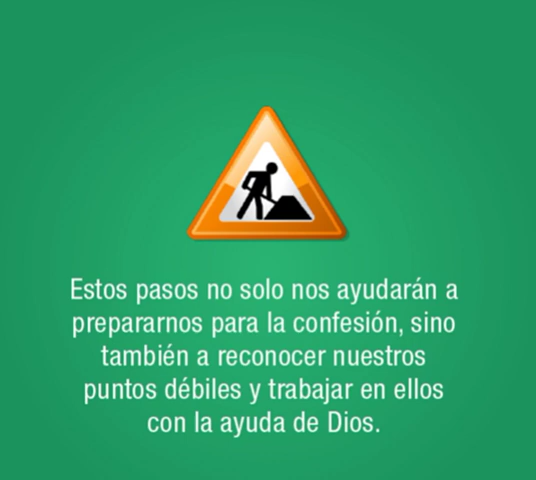 Estos pasos no solo nos ayudarán a
prepararnos para la confesión, sino
también a reconocer nuestros
puntos débiles y trabajar en ellos
con la ayuda de Dios.